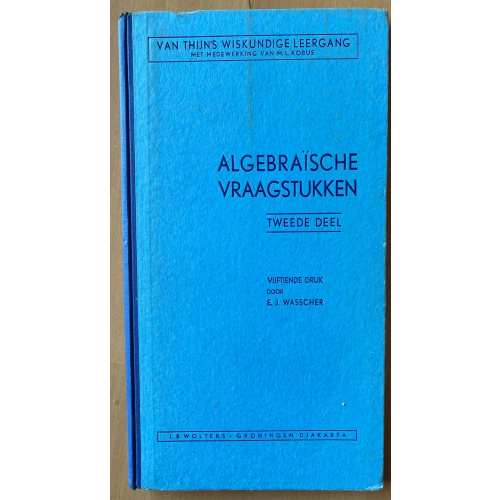 VAN THIJN'S WISKUNDIGE LEERGANG
MET MEDEWERKING VAN M. L. KOBUS
ALGEBRAÏSCHE
VRAAGSTUKKEN
TWEEDE DEEL
VIJFTIENDE DRUK
DOOR
E. J. WASSCHER
J. B. WOLTERS - GRONINGEN DJAKARTA